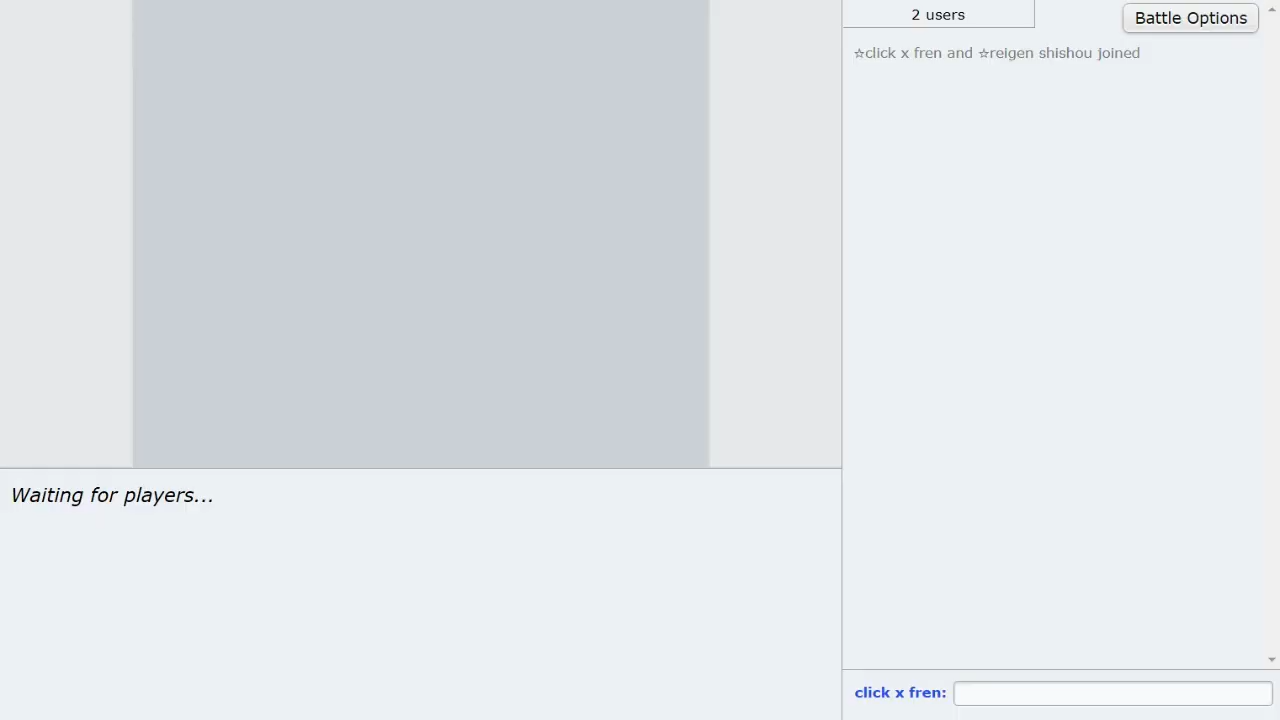 2 users
Battle Options
☆click x fren and ☆reigen shishou joined
Waiting for players...
click x fren: